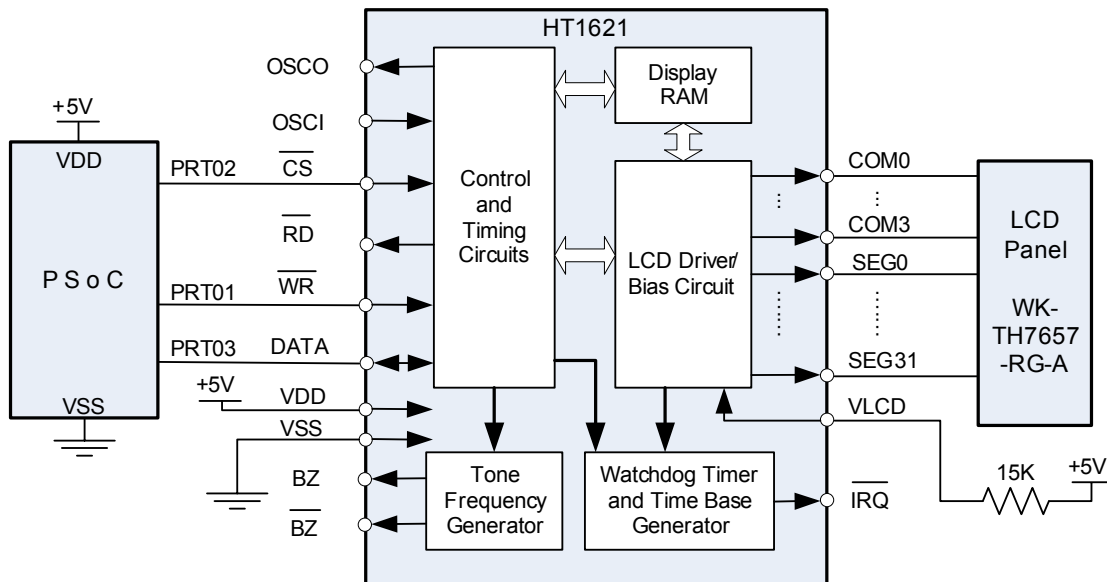 HT1621
OSCO
OSCI
+5V
VDD
PRT02
CS
RD
P S o C
PRT01
WR
PRT03
DATA
VSS
+5V
VDD
VSS
BZ
BZ
Control
and
Timing
Circuits
Display
RAM
LCD Driver/
Bias Circuit
Tone
Frequency
Generator
Watchdog Timer
and Time Base
Generator
COM0
COM3
SEG0
SEG31
VLCD
IRQ
LCD
Panel
WK-
TH7657
-RG-A
15K
+5V